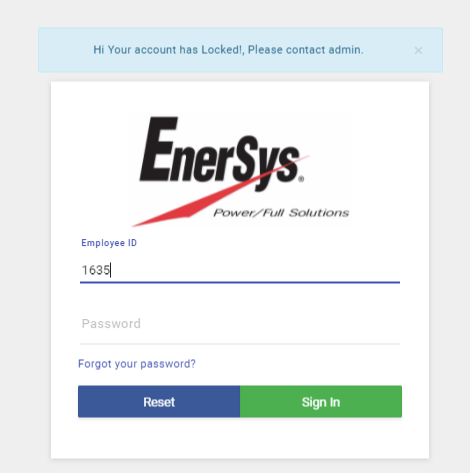 Hi Your account has Locked!, Please contact admin. ×
EnerSys®
Power/Full Solutions
Employee ID
1635
Password
Forgot your password?
Reset Sign In